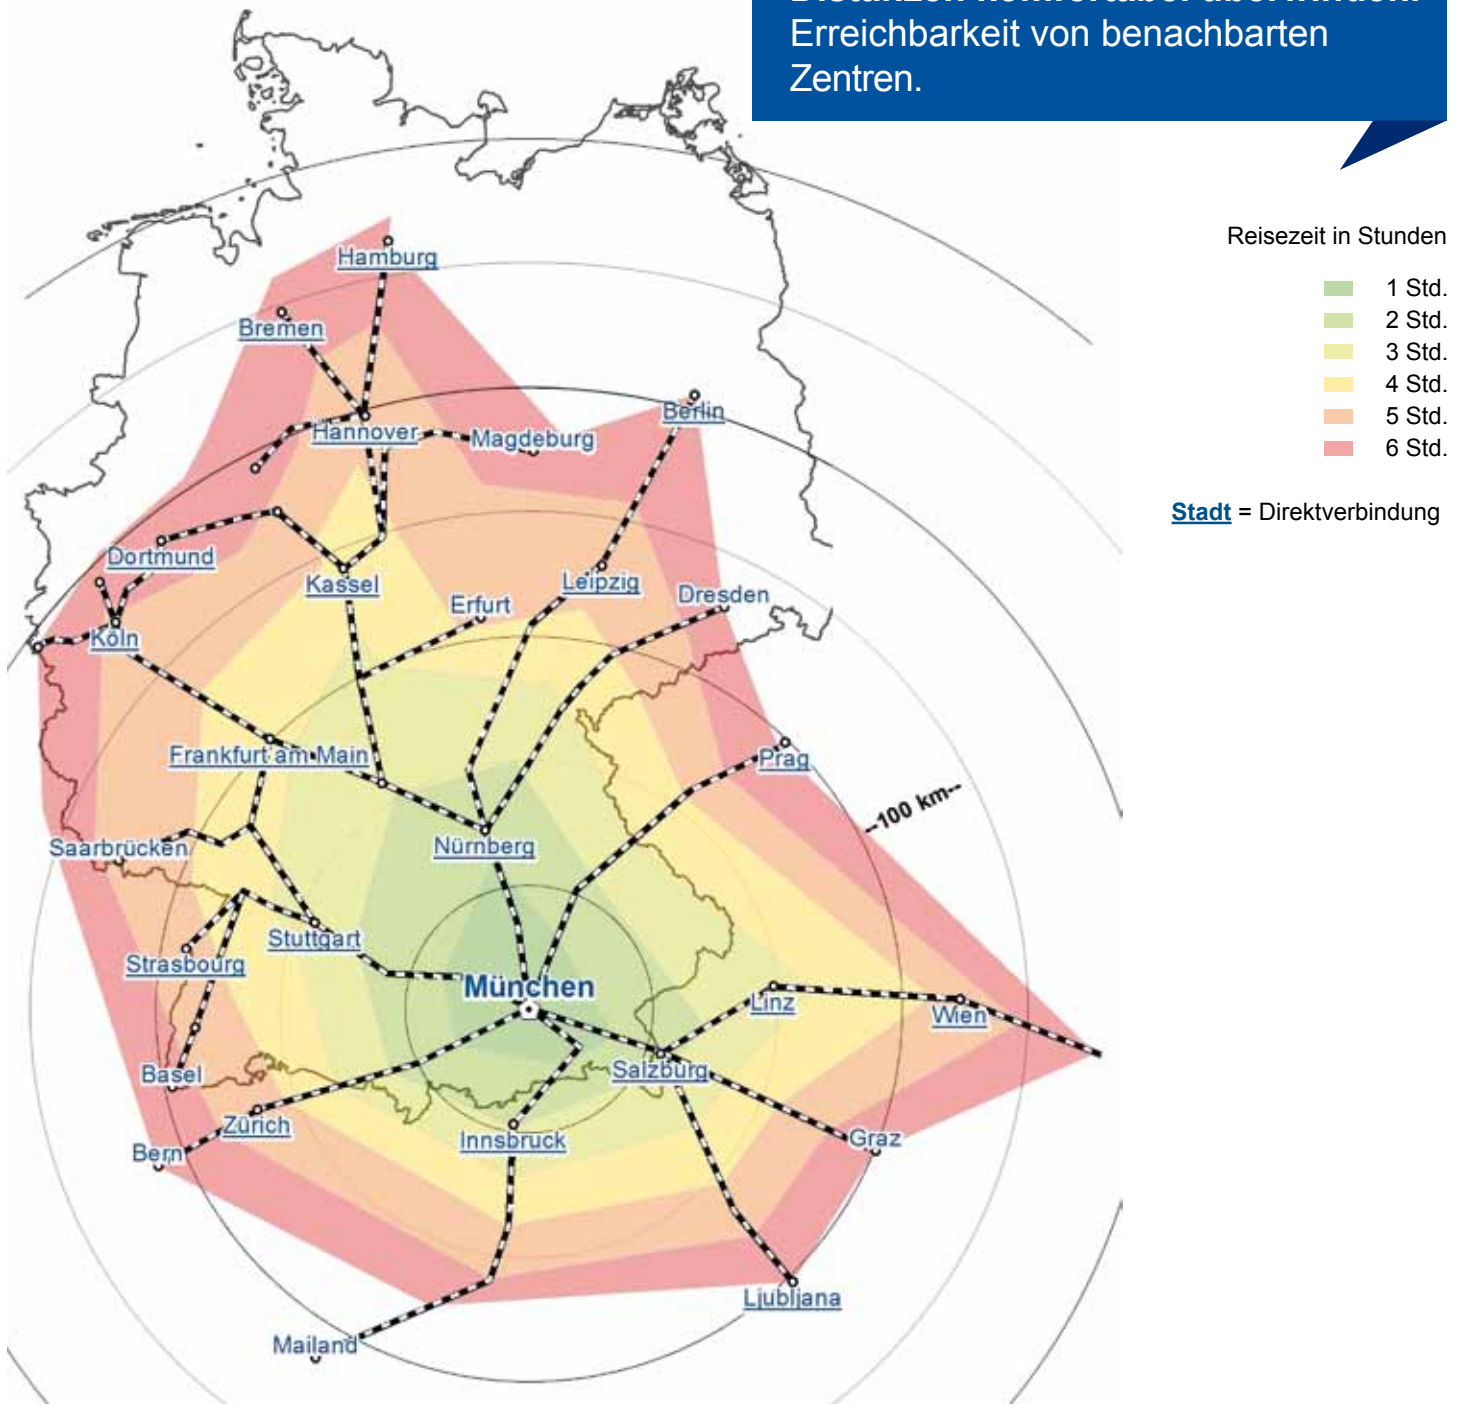 Erreichbarkeit von benachbarten
Zentren.
Reisezeit in Stunden
1 Std.
2 Std.
3 Std.
4 Std.
5 Std.
6 Std.
Stadt = Direktverbindung
Hamburg
Bremen
Berlin
Hannover
Magdeburg
Dortmund
Kassel
Leipzig
Dresden
Erfurt
Köln
Frankfurt am Main
Prag
--100 km--
Saarbrücken
Nürnberg
Stuttgart
Strasbourg
München
Linz
Wien
Basel
Salzburg
Zürich
Innsbruck
Graz
Bern
Ljubljana
Mailand